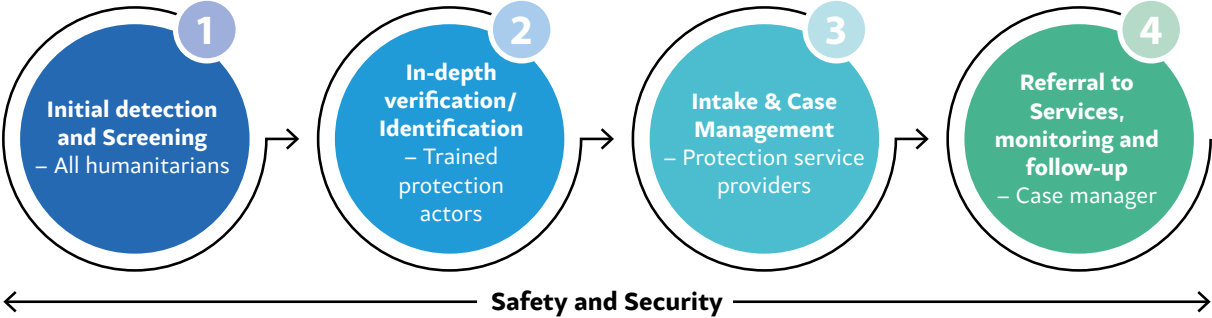 1
Initial detection
and Screening
– All humanitarians
2
In-depth
verification/
Identification
– Trained
protection
actors
3
Intake & Case
Management
– Protection service
providers
4
Referral to
Services,
monitoring and
follow-up
– Case manager
Safety and Security